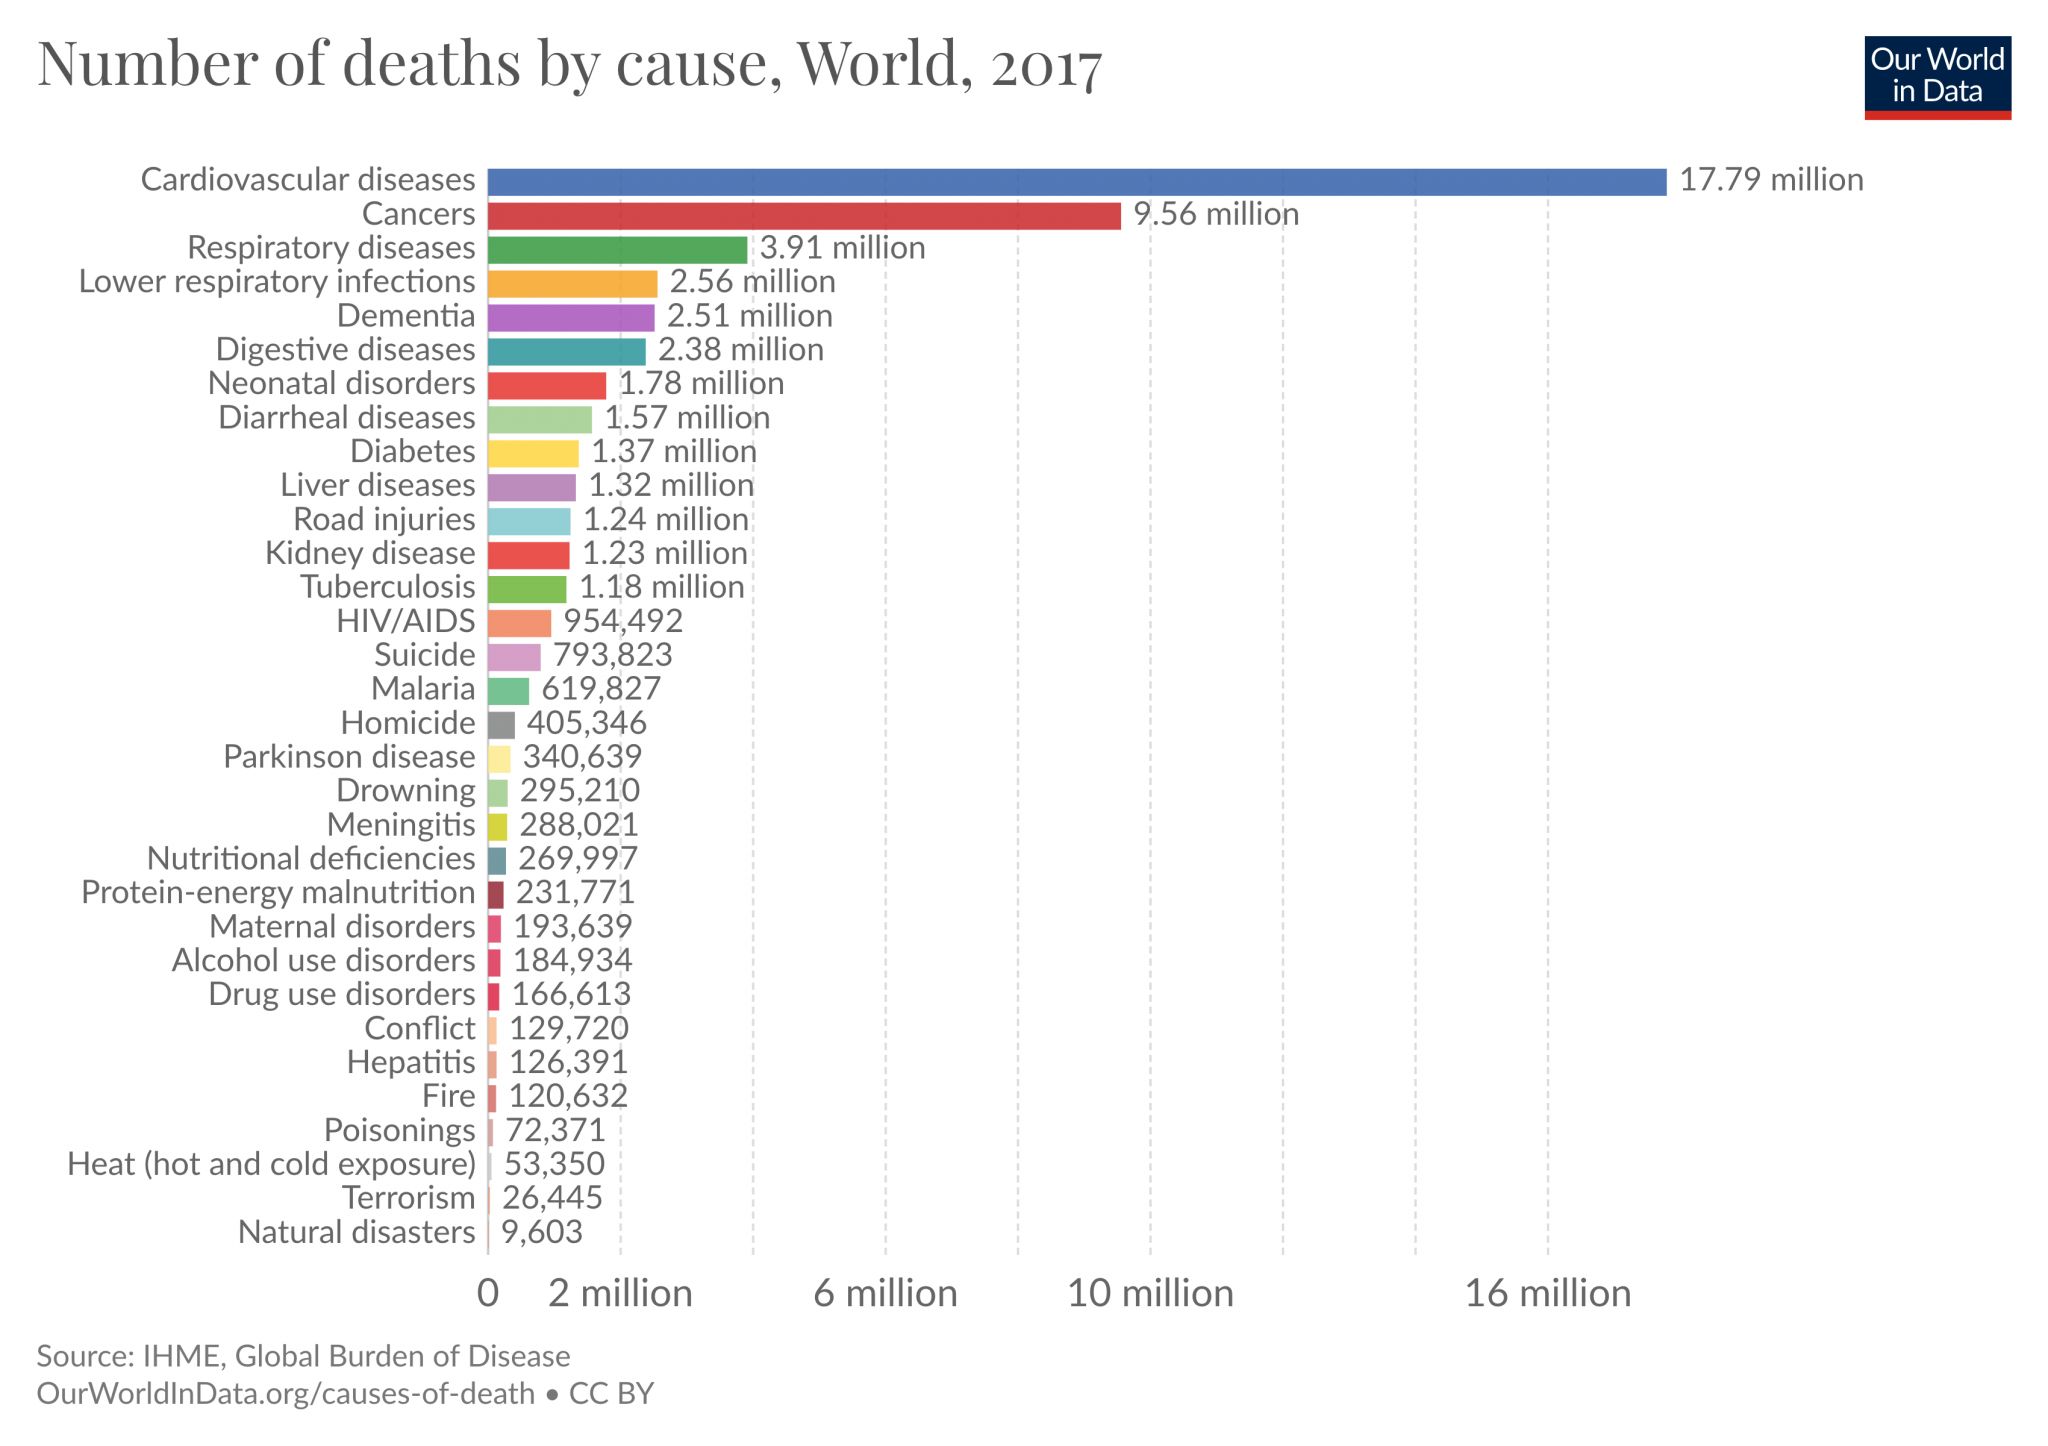 Number of deaths by cause, World, 2017
Our World
in Data
Cardiovascular diseases 17.79 million
Cancers 9.56 million
Respiratory diseases 3.91 million
Lower respiratory infections 2.56 million
Dementia 2.51 million
Digestive diseases 2.38 million
Neonatal disorders 1.78 million
Diarrheal diseases 1.57 million
Diabetes 1.37 million
Liver diseases 1.32 million
Road injuries 1.24 million
Kidney disease 1.23 million
Tuberculosis 1.18 million
HIV/AIDS 954,492
Suicide 793,823
Malaria 619,827
Homicide 405,346
Parkinson disease 340,639
Drowning 295,210
Meningitis 288,021
Nutritional deficiencies 269,997
Protein-energy malnutrition 231,771
Maternal disorders 193,639
Alcohol use disorders 184,934
Drug use disorders 166,613
Conflict 129,720
Hepatitis 126,391
Fire 120,632
Poisonings 72,371
Heat (hot and cold exposure) 53,350
Terrorism 26,445
Natural disasters 9,603
0 2 million 6 million 10 million 16 million
Source: IHME, Global Burden of Disease
OurWorldInData.org/causes-of-death • CC BY